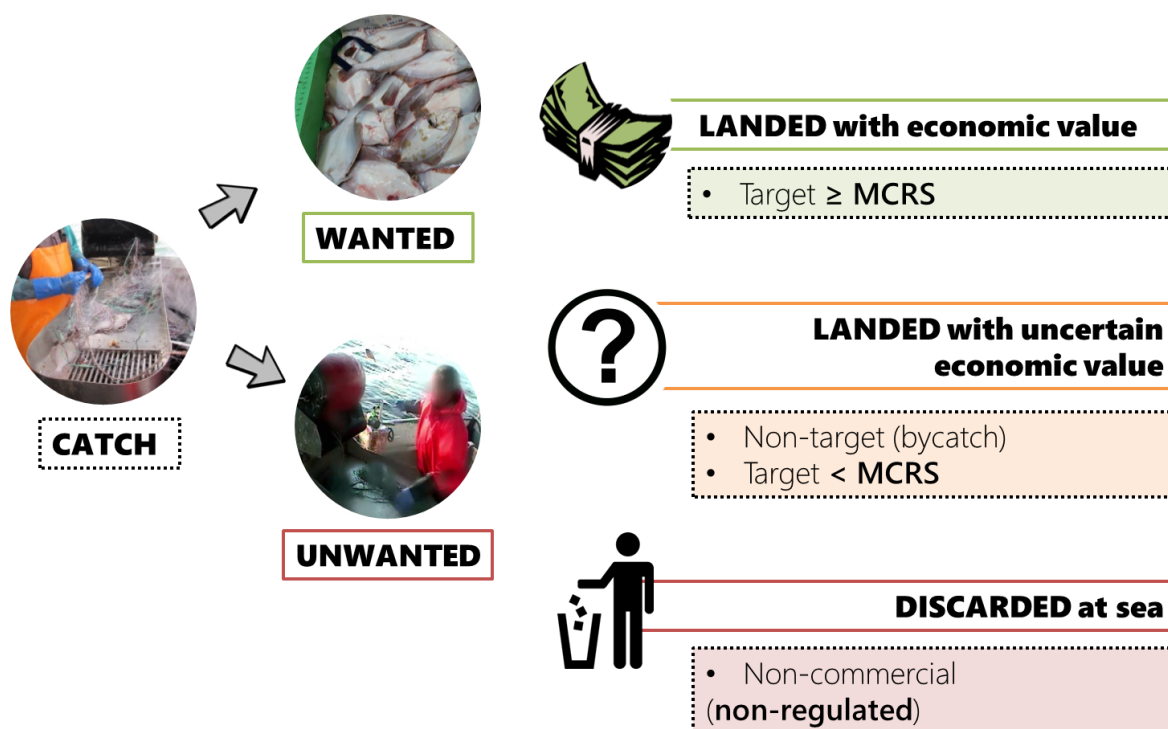 CATCH
WANTED
UNWANTED
LANDED with economic value
• Target ≥ MCRS
?
LANDED with uncertain
economic value
• Non-target (bycatch)
• Target < MCRS
DISCARDED at sea
• Non-commercial
(non-regulated)